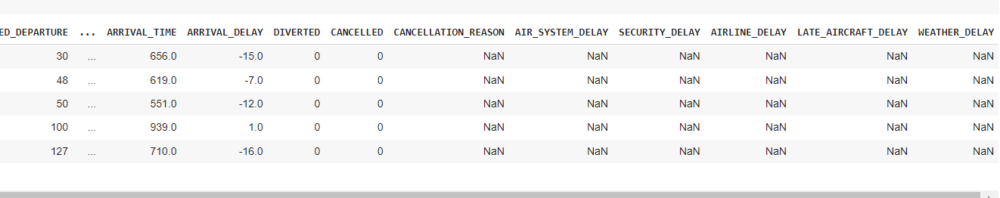 ED_DEPARTURE ... ARRIVAL_TIME ARRIVAL_DELAY DIVERTED CANCELLED CANCELLATION_REASON AIR_SYSTEM_DELAY SECURITY_DELAY AIRLINE_DELAY LATE_AIRCRAFT_DELAY WEATHER_DELAY
30 ... 656.0 -15.0 0 0 NaN NaN NaN NaN NaN NaN
48 ... 619.0 -7.0 0 0 NaN NaN NaN NaN NaN NaN
50 ... 551.0 -12.0 0 0 NaN NaN NaN NaN NaN NaN
100 ... 939.0 1.0 0 0 NaN NaN NaN NaN NaN NaN
127 ... 710.0 -16.0 0 0 NaN NaN NaN NaN NaN NaN